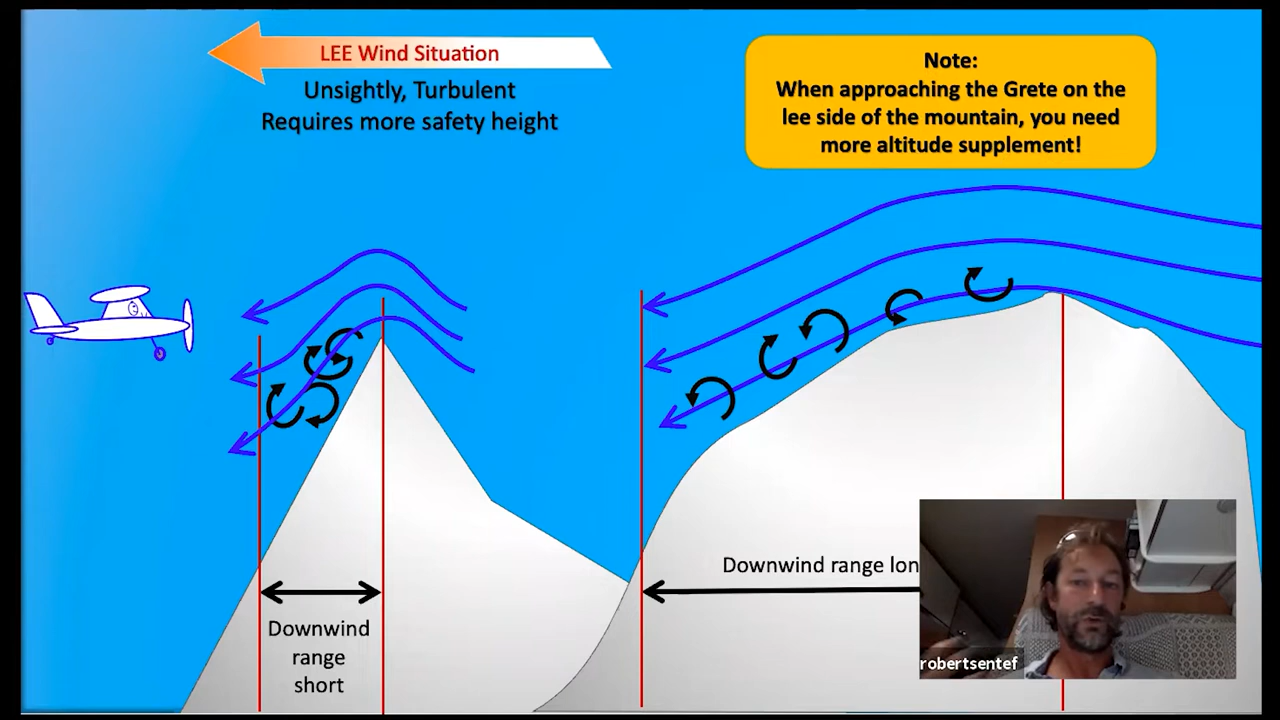 LEE Wind Situation
Unsightly, Turbulent
Requires more safety height
Note:
When approaching the Grete on the
lee side of the mountain, you need
more altitude supplement!
Downwind range lon
Downwind
range
short
robertsentef